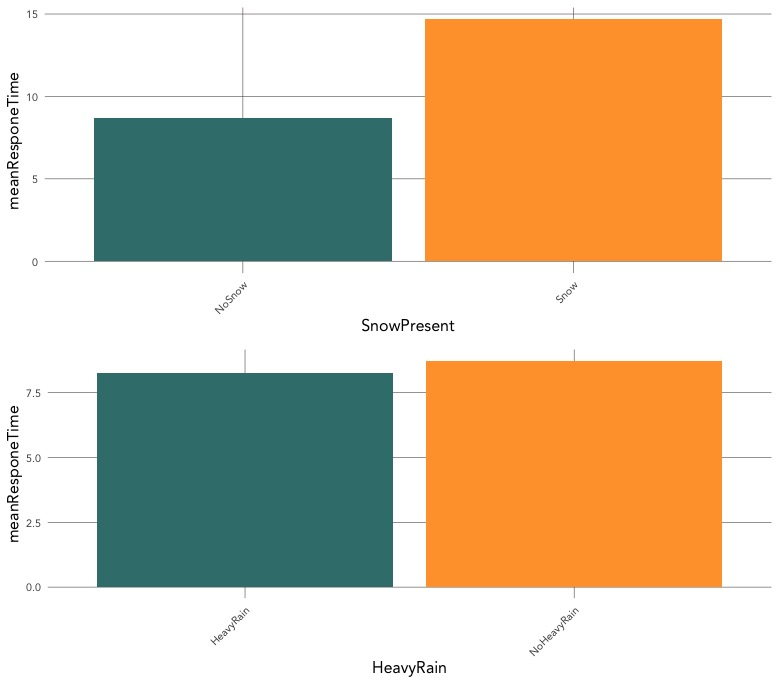 15
10
5
0
meanResponeTime
NoSnow
Snow
SnowPresent
7.5
5.0
2.5
0.0
meanResponeTime
HeavyRain
NoHeavyRain
HeavyRain